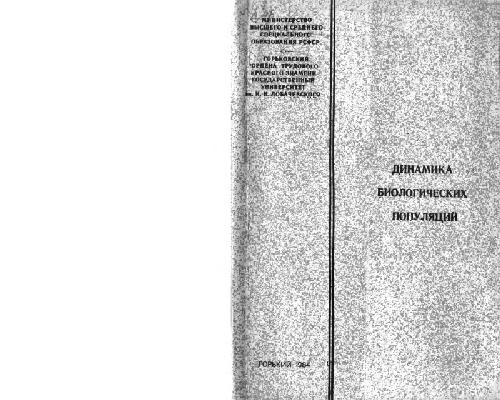 МИНИСТЕРСТВО
ВЫСШЕГО И СРЕДНЕГО
СПЕЦИАЛЬНОГО
ОБРАЗОВАНИЯ РСФСР
ГОРЬКОВСКИЙ
ОРДЕНА ТРУДОВОГО
КРАСНОГО ЗНАМЕНИ
ГОСУДАРСТВЕННЫЙ
УНИВЕРСИТЕТ
им. Н. И. ЛОБАЧЕВСКОГО
ДИНАМИКА
БИОЛОГИЧЕСКИХ
ПОПУЛЯЦИЙ
ГОРЬКИЙ 1984